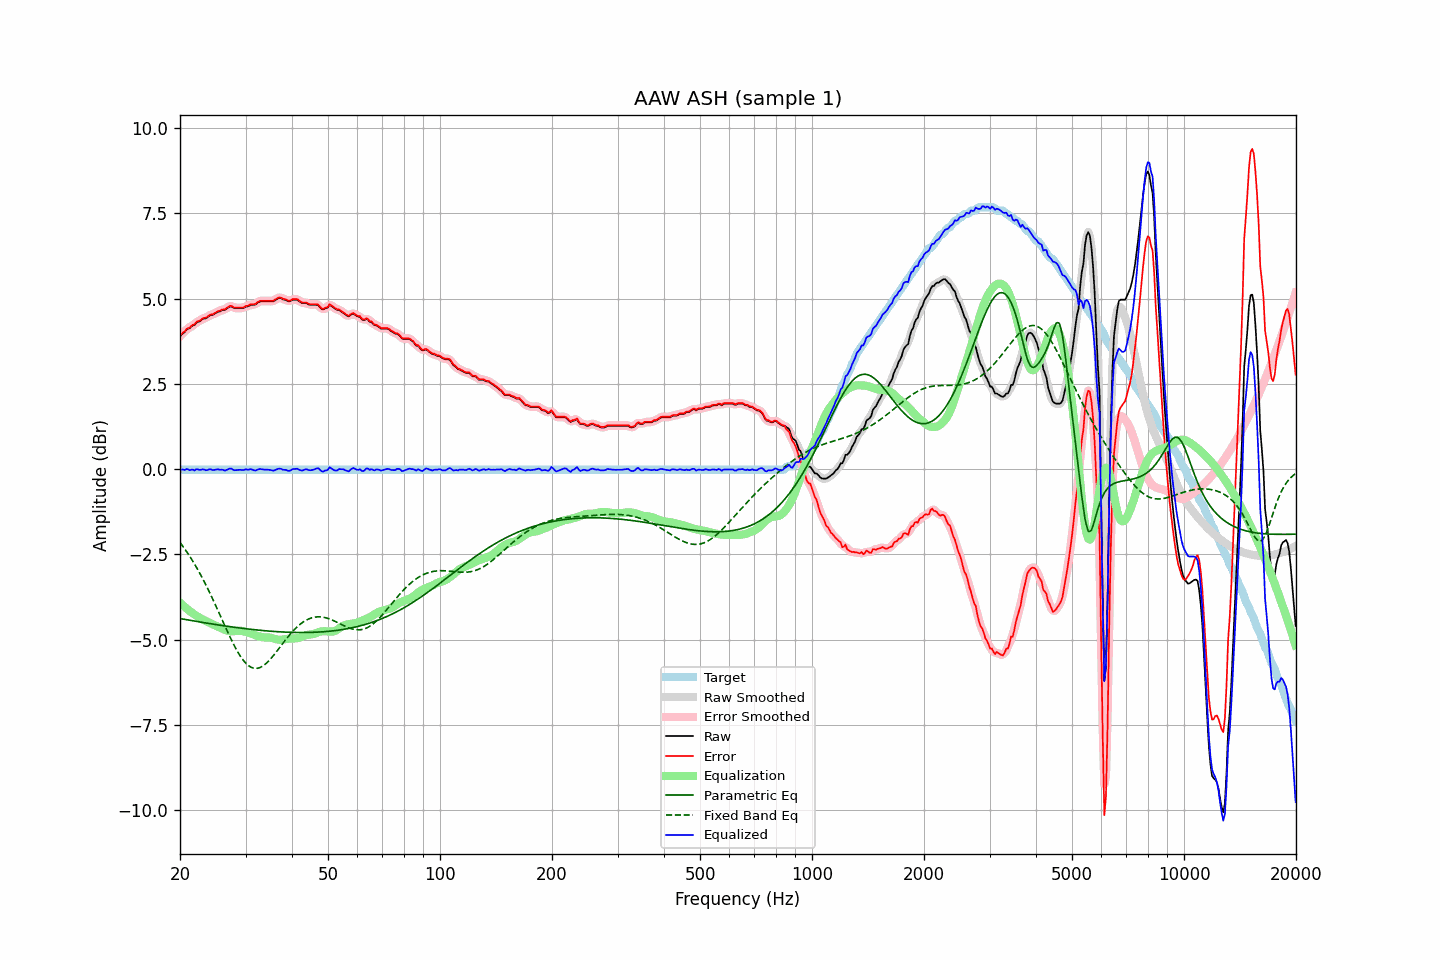 AAW ASH (sample 1)
Amplitude (dBr)
10.0
7.5
5.0
2.5
0.0
−2.5
−5.0
−7.5
−10.0
Target
Raw Smoothed
Error Smoothed
Raw
Error
Equalization
Parametric Eq
Fixed Band Eq
Equalized
20 50 100 200 500 1000 2000 5000 10000 20000
Frequency (Hz)